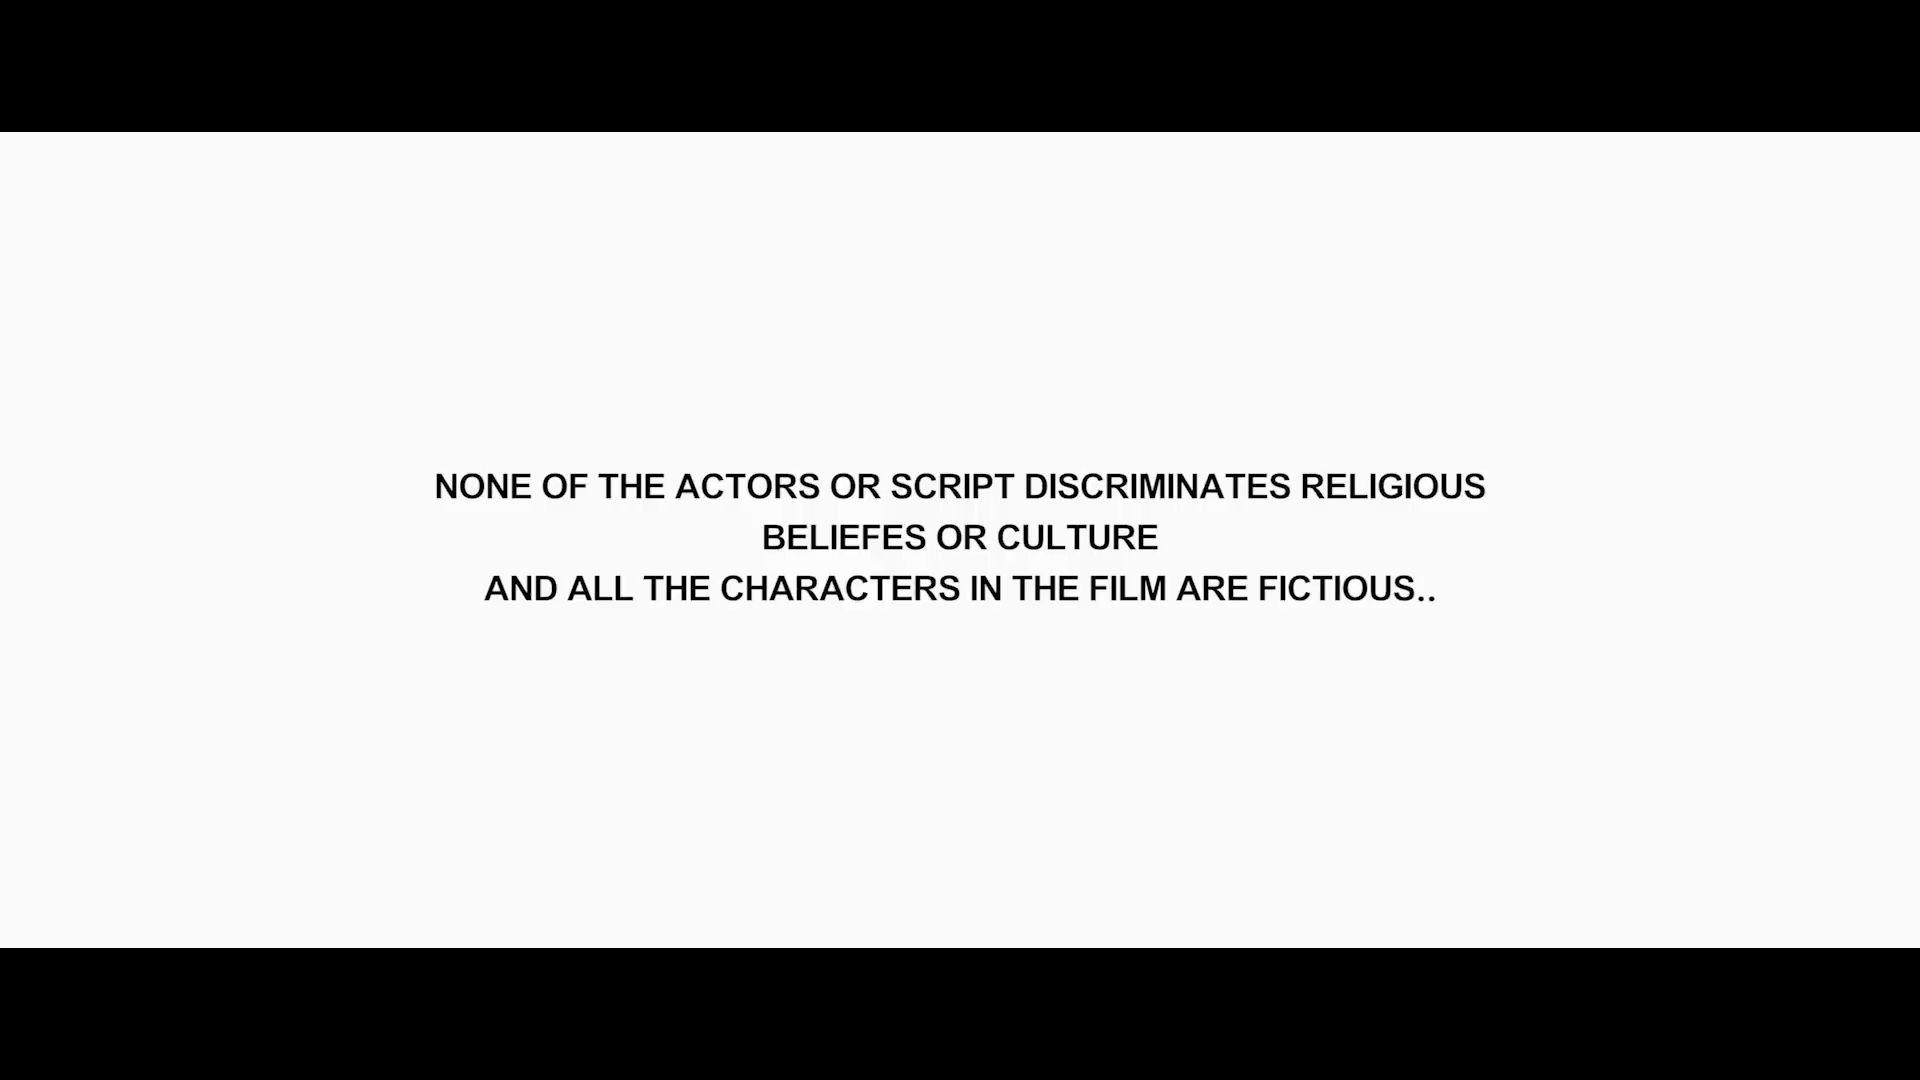 NONE OF THE ACTORS OR SCRIPT DISCRIMINATES RELIGIOUS
BELIEFES OR CULTURE
AND ALL THE CHARACTERS IN THE FILM ARE FICTIOUS..